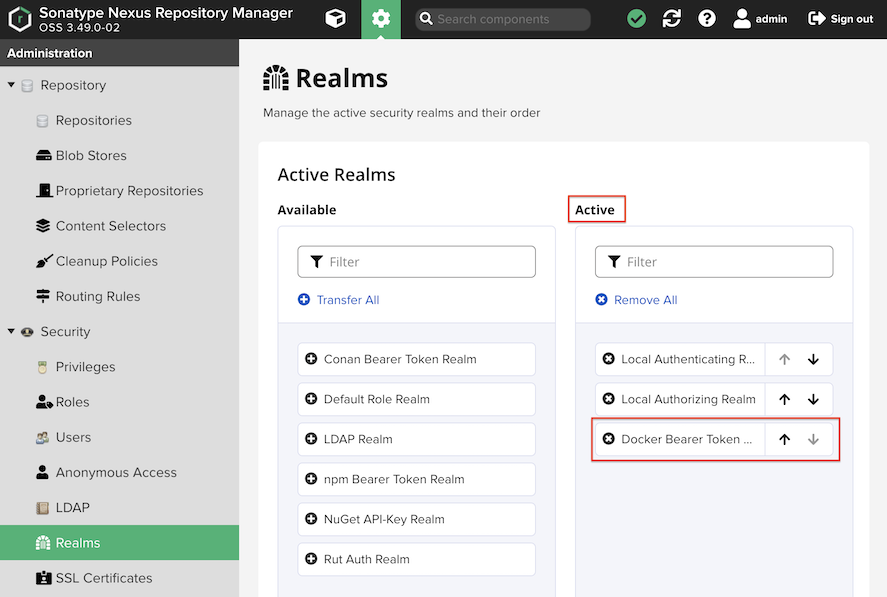 Sonatype Nexus Repository Manager
OSS 3.49.0-02
Search components
admin
Sign out
Administration
Repository
Repositories
Blob Stores
Proprietary Repositories
Content Selectors
Cleanup Policies
Routing Rules
Security
Privileges
Roles
Users
Anonymous Access
LDAP
Realms
SSL Certificates
Realms
Manage the active security realms and their order
Active Realms
Available
Filter
Transfer All
Conan Bearer Token Realm
Default Role Realm
LDAP Realm
npm Bearer Token Realm
NuGet API-Key Realm
Rut Auth Realm
Active
Filter
Remove All
Local Authenticating R...
Local Authorizing Realm
Docker Bearer Token ...